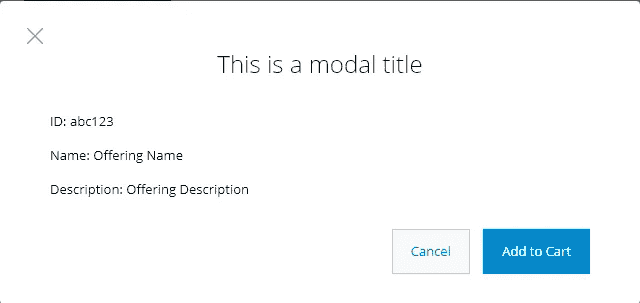 This is a modal title
ID: abc123
Name: Offering Name
Description: Offering Description
Cancel
Add to Cart